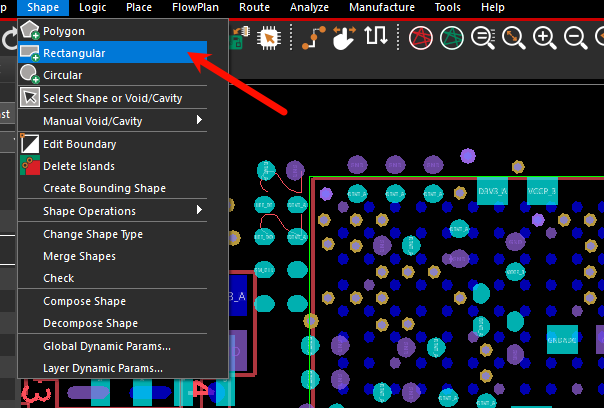 p Shape Logic Place FlowPlan Route Analyze Manufacture Tools Help
Polygon
Rectangular
Circular
Select Shape or Void/Cavity
ast
Manual Void/Cavity
Edit Boundary
Delete Islands
Create Bounding Shape
Shape Operations
Change Shape Type
Merge Shapes
Check
Compose Shape
Decompose Shape
Global Dynamic Params...
Layer Dynamic Params...
D3V3_A VCCP_3
3_A